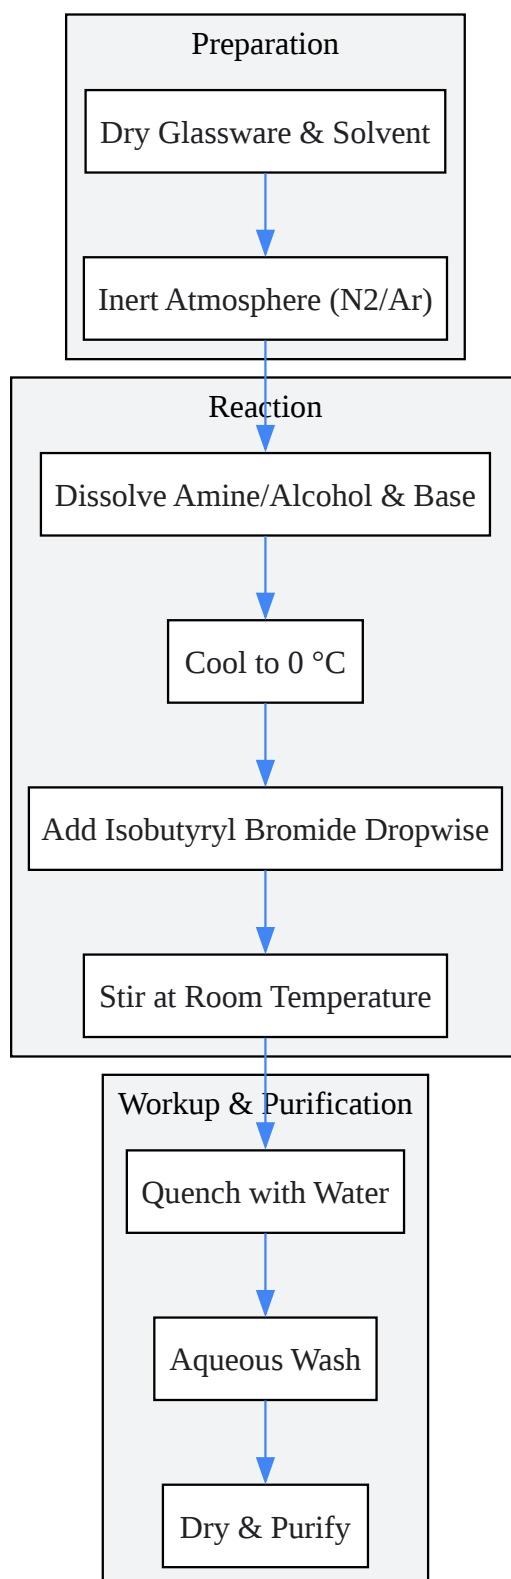 Preparation
Dry Glassware & Solvent
Inert Atmosphere (N2/Ar)
Reaction
Dissolve Amine/Alcohol & Base
Cool to 0 °C
Add Isobutyryl Bromide Dropwise
Stir at Room Temperature
Workup & Purification
Quench with Water
Aqueous Wash
Dry & Purify